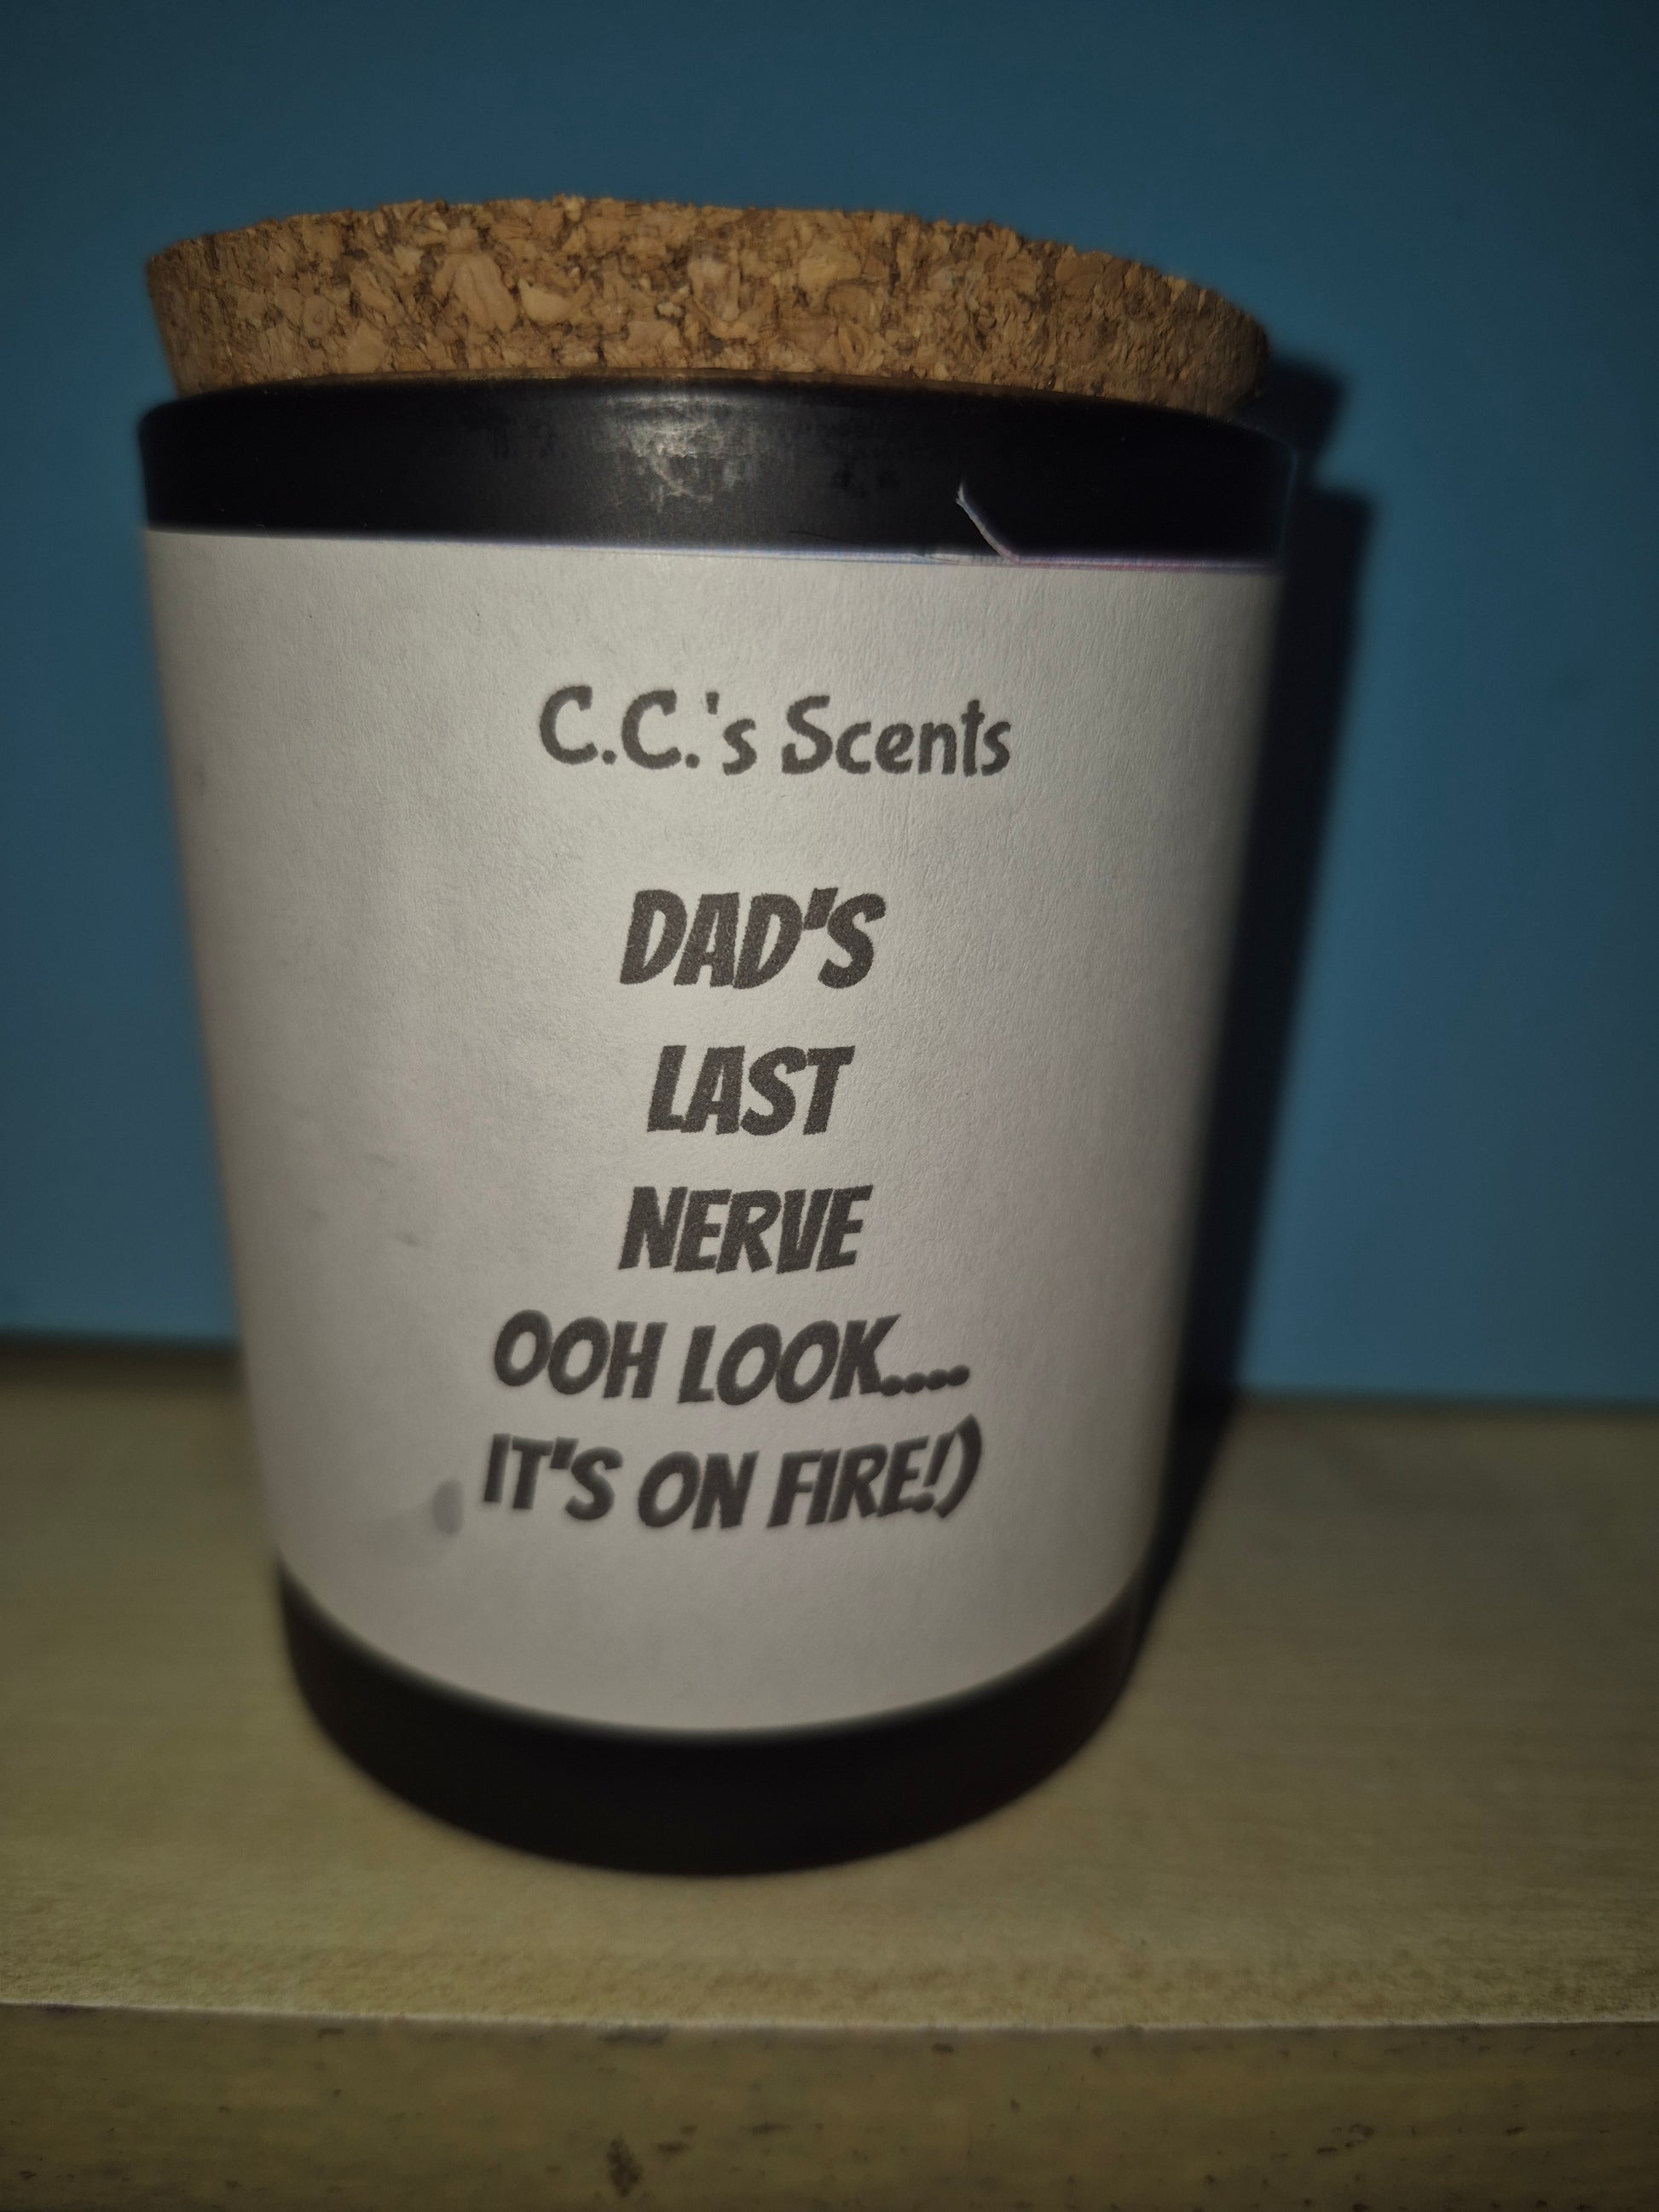 C.C.'s Scents
DAD'S
LAST
NERVE
OOH LOOK....
IT'S ON FIRE!)